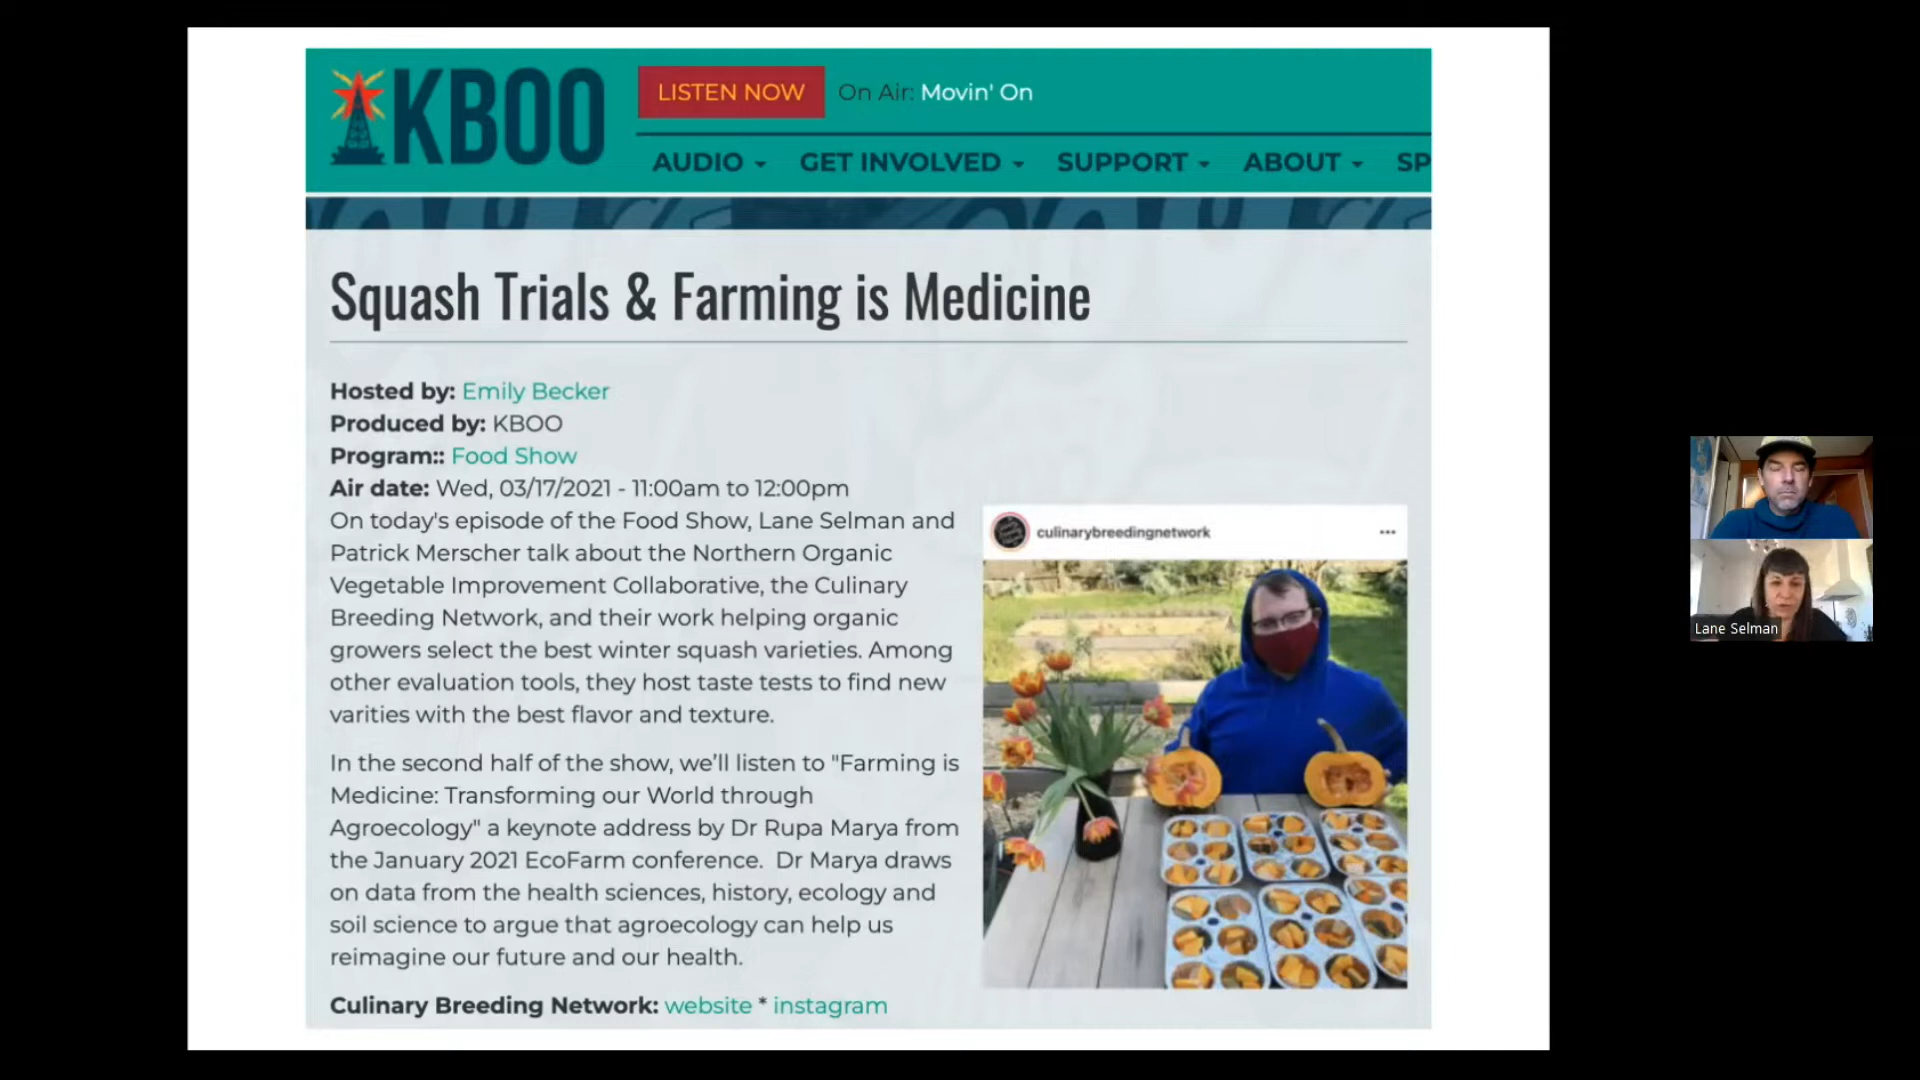 KBOO
LISTEN NOW
On Air: Movin' On
AUDIO
GET INVOLVED
SUPPORT
ABOUT
SP
Squash Trials & Farming is Medicine
Hosted by: Emily Becker
Produced by: KBOO
Program:: Food Show
Air date: Wed, 03/17/2021 - 11:00am to 12:00pm
On today's episode of the Food Show, Lane Selman and
Patrick Merscher talk about the Northern Organic
Vegetable Improvement Collaborative, the Culinary
Breeding Network, and their work helping organic
growers select the best winter squash varieties. Among
other evaluation tools, they host taste tests to find new
varities with the best flavor and texture.
In the second half of the show, we’ll listen to "Farming is
Medicine: Transforming our World through
Agroecology" a keynote address by Dr Rupa Marya from
the January 2021 EcoFarm conference.  Dr Marya draws
on data from the health sciences, history, ecology and
soil science to argue that agroecology can help us
reimagine our future and our health.
Culinary Breeding Network: website * instagram
culinarybreedingnetwork
Lane Selman